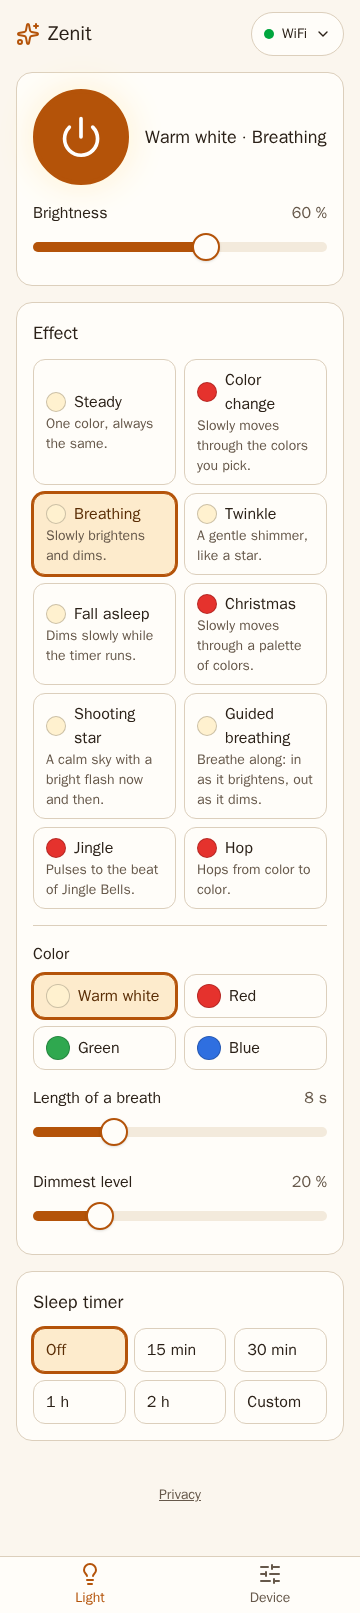 Zenit
WiFi
Warm white · Breathing
Brightness
60 %
Effect
Steady
One color, always
the same.
Color
change
Slowly moves
through the colors
you pick.
Breathing
Slowly brightens
and dims.
Twinkle
A gentle shimmer,
like a star.
Fall asleep
Dims slowly while
the timer runs.
Christmas
Slowly moves
through a palette
of colors.
Shooting
star
A calm sky with a
bright flash now
and then.
Guided
breathing
Breathe along: in
as it brightens, out
as it dims.
Jingle
Pulses to the beat
of Jingle Bells.
Hop
Hops from color to
color.
Color
Warm white
Red
Green
Blue
Length of a breath
8 s
Dimmest level
20 %
Sleep timer
Off
15 min
30 min
1 h
2 h
Custom
Privacy
Light
Device